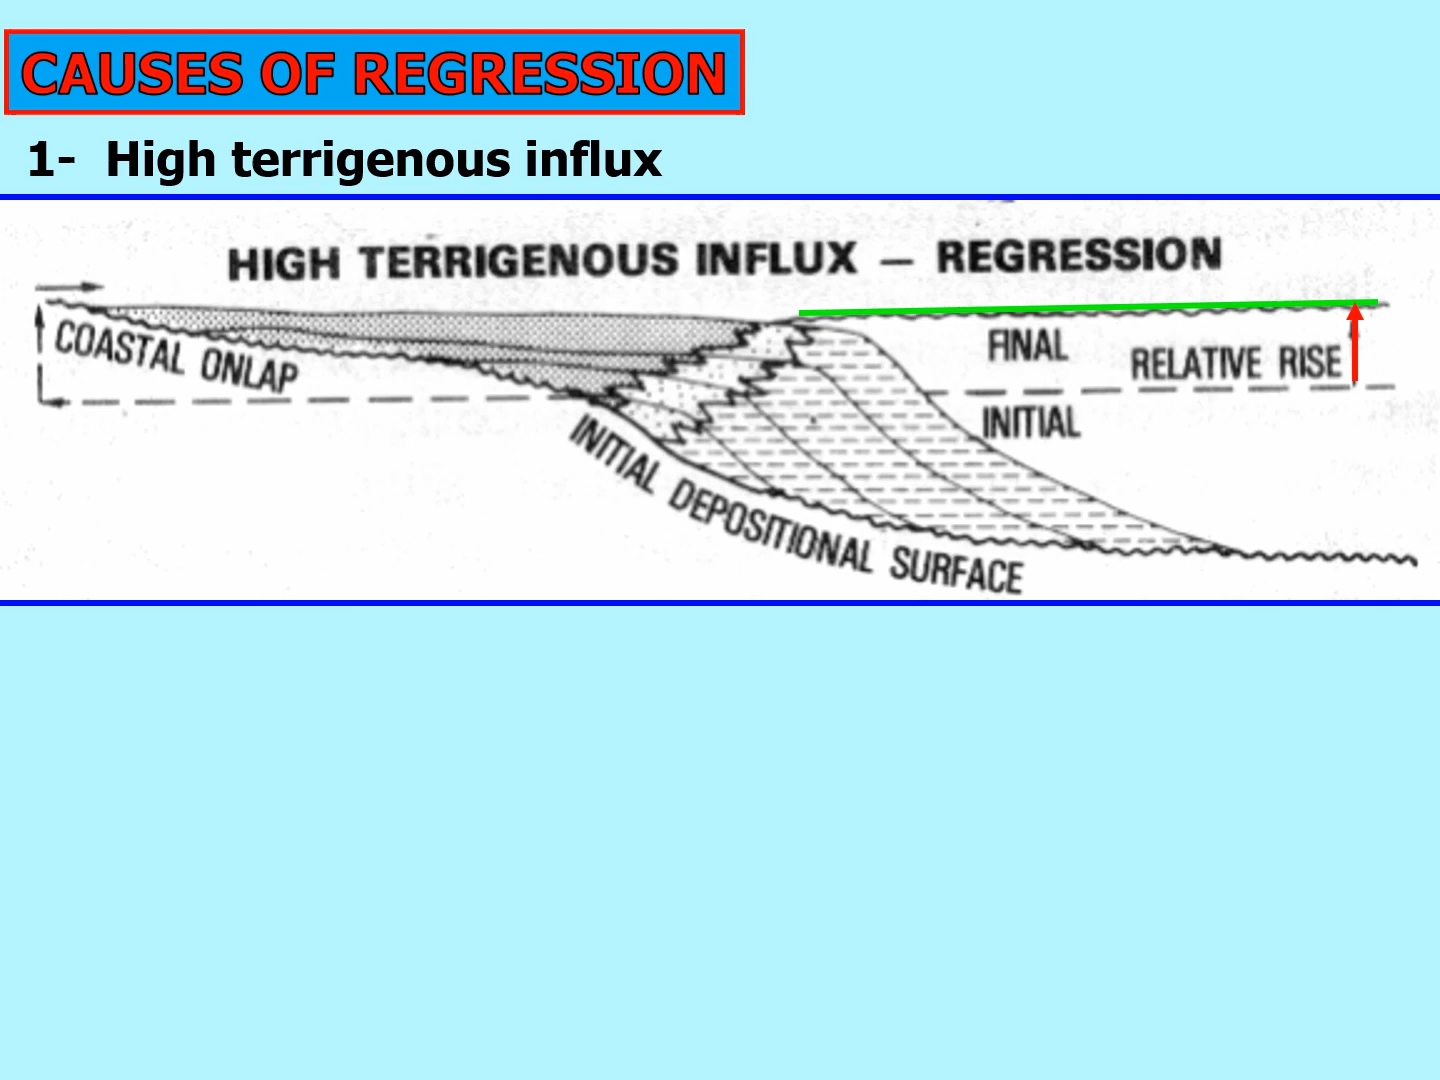 CAUSES OF REGRESSION
1- High terrigenous influx
HIGH TERRIGENOUS INFLUX — REGRESSION
COASTAL ONLAP
FINAL
RELATIVE RISE
INITIAL
INITIAL DEPOSITIONAL SURFACE